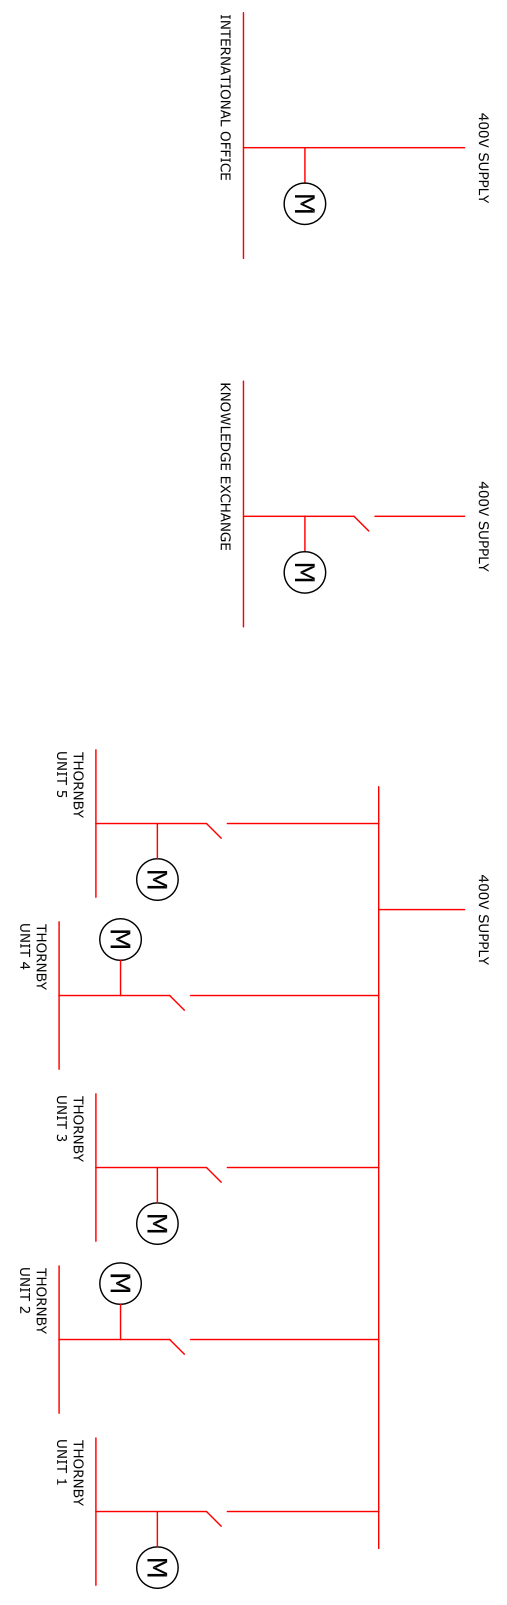 400V SUPPLY
M
INTERNATIONAL OFFICE
400V SUPPLY
M
KNOWLEDGE EXCHANGE
400V SUPPLY
M
THORNBY
UNIT 5
M
THORNBY
UNIT 4
M
THORNBY
UNIT 3
M
THORNBY
UNIT 2
M
THORNBY
UNIT 1